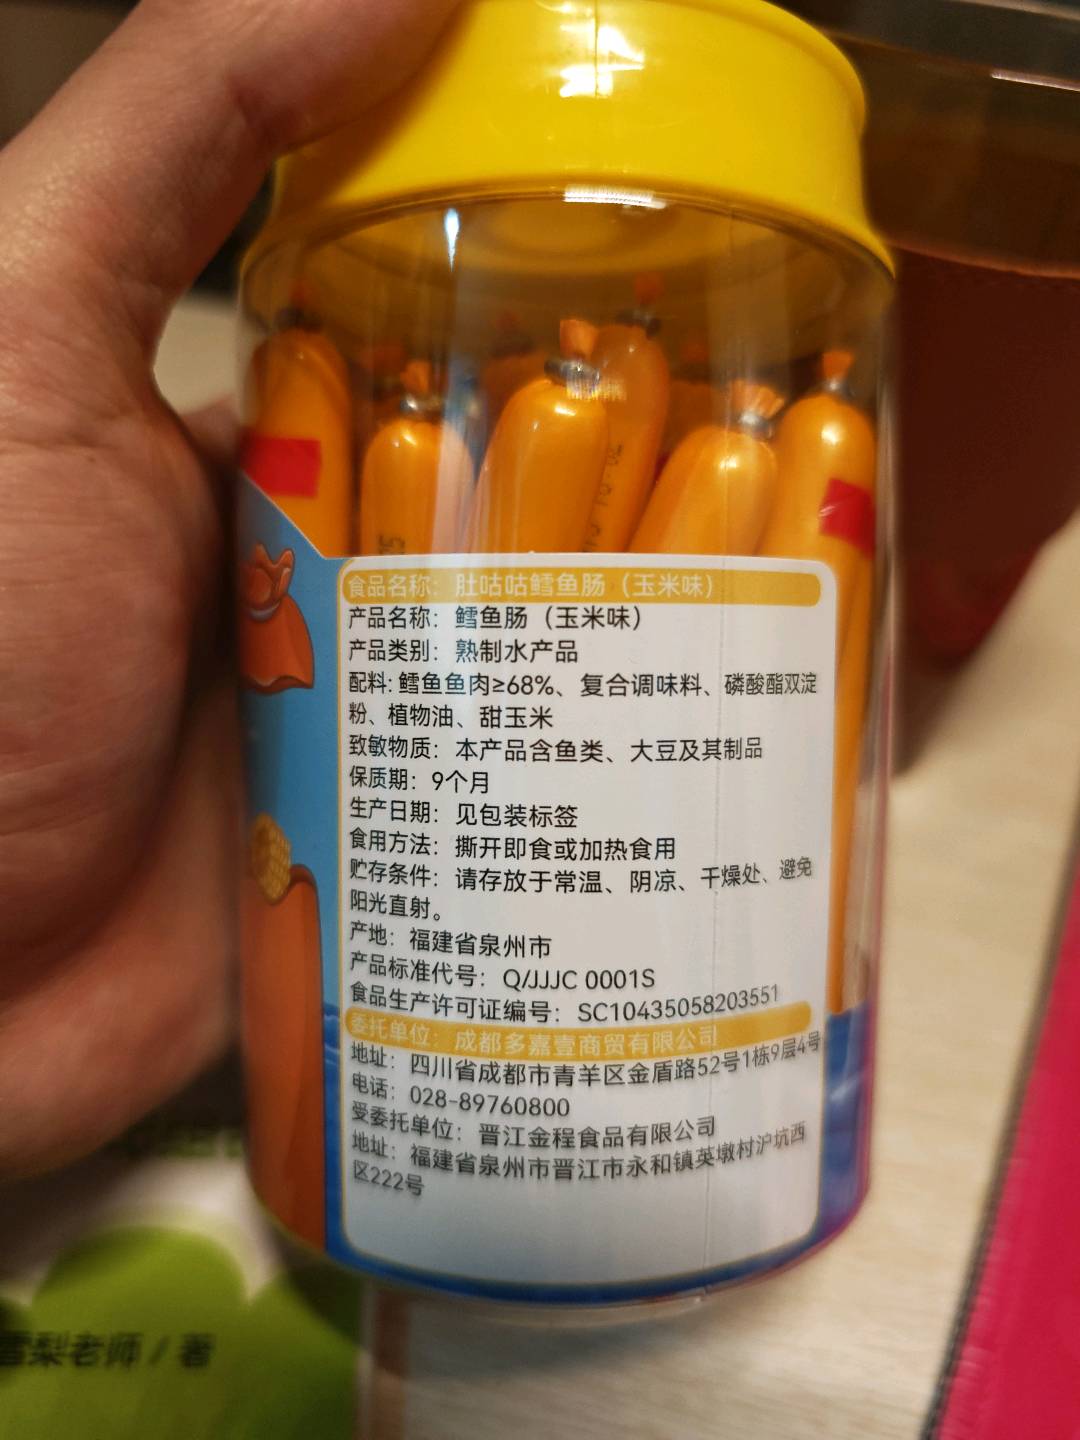 食品名称：肚咕咕鳕鱼肠（玉米味）
产品名称：鳕鱼肠（玉米味）
产品类别：熟制水产品
配料：鳕鱼鱼肉≥68%、复合调味料、磷酸酯双淀
粉、植物油、甜玉米
致敏物质：本产品含鱼类、大豆及其制品
保质期：9个月
生产日期：见包装标签
食用方法：撕开即食或加热食用
贮存条件：请存放于常温、阴凉、干燥处、避免
阳光直射。
产地：福建省泉州市
产品标准代号：Q/JJJC 0001S
食品生产许可证编号：SC10435058203551
委托单位：成都多嘉壹商贸有限公司
地址：四川省成都市青羊区金盾路52号1栋9层4号
电话：028-89760800
受委托单位：晋江金程食品有限公司
地址：福建省泉州市晋江市永和镇英墩村沪坑西
区222号
雪梨老师 / 著